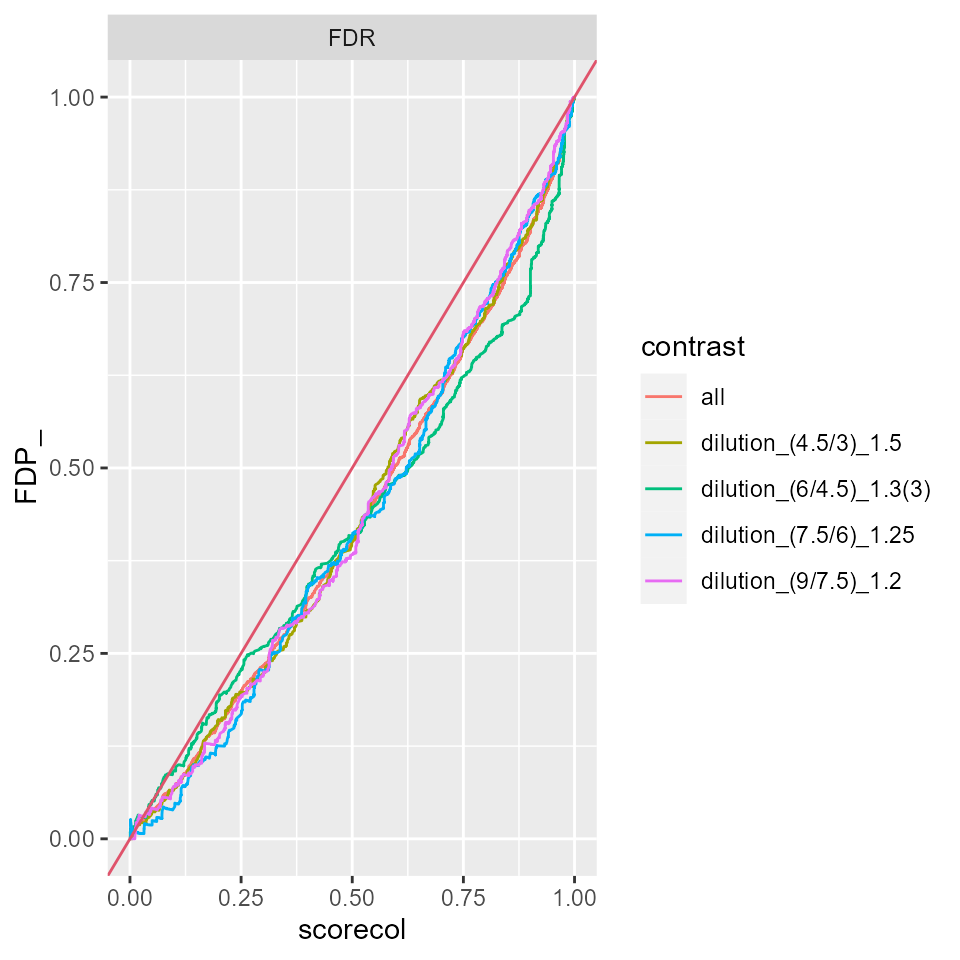 FDR
1.00
0.75
0.50
0.25
0.00
FDP_
0.00 0.25 0.50 0.75 1.00
scorecol
contrast
all
dilution_(4.5/3)_1.5
dilution_(6/4.5)_1.3(3)
dilution_(7.5/6)_1.25
dilution_(9/7.5)_1.2